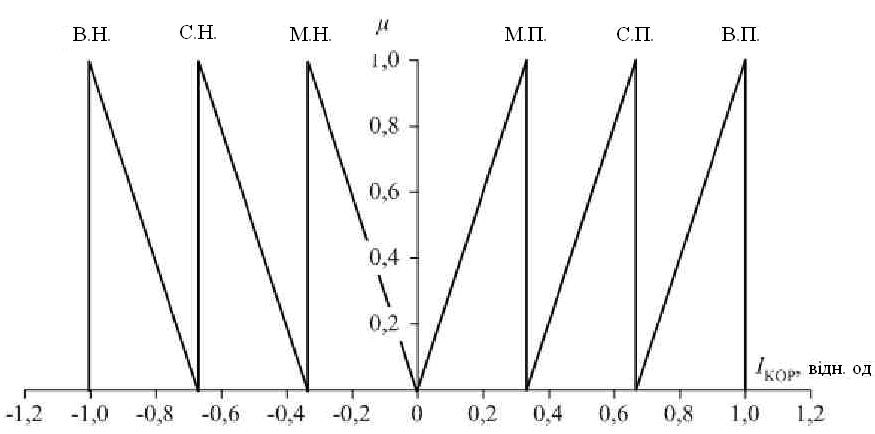 В.Н. С.Н. М.Н. μ М.П. С.П. В.П.
1,0
0,8
0,6
0,4
0,2
I КОР, відн. од
-1,2 -1,0 -0,8 -0,6 -0,4 -0,2 0 0,2 0,4 0,6 0,8 1,0 1,2